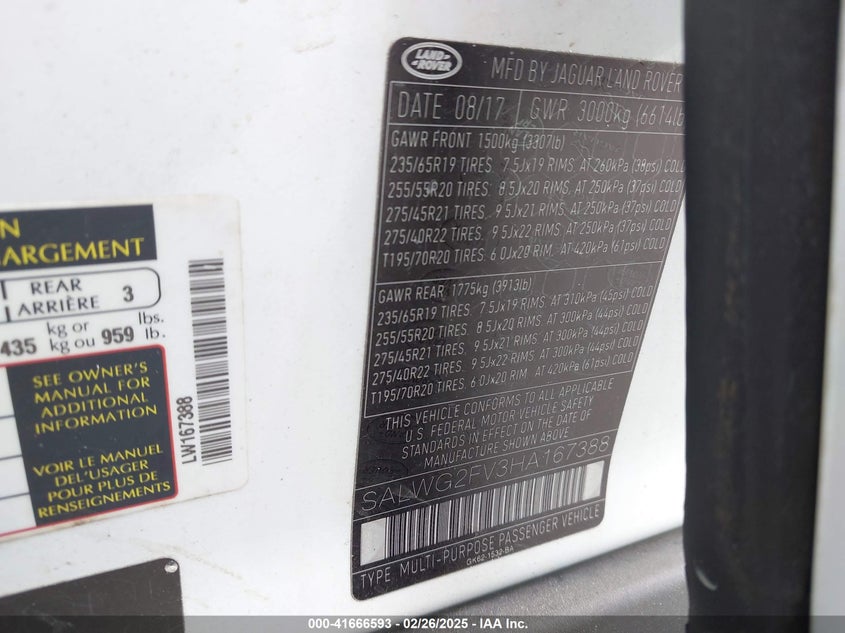 N
ARGEMENT
REAR
ARRIÈRE 3
435 kg or kg ou 959 lbs. lb.
SEE OWNER'S
MANUAL FOR
ADDITIONAL
INFORMATION
VOIR LE MANUEL
DEL'USAGER
POUR PLUS DE
RENSEIGNEMENTS
LW167388
LAND
ROVER
MFD BY JAGUAR LAND ROVER
DATE 08/17 GWR 3000kg (6614lb
GAWR FRONT 1500kg (3307lb)
235/65R19 TIRES, 7.5Jx19 RIMS, AT 260kPa (38psi) COLD
255/55R20 TIRES, 8.5Jx20 RIMS, AT 250kPa (37psi) COLD
275/45R21 TIRES, 9.5Jx21 RIMS, AT 250kPa (37psi) COLD
275/40R22 TIRES, 9.5Jx22 RIMS, AT 250kPa (37psi) COLD
T195/70R20 TIRES, 6.0Jx20 RIM, AT 420kPa (61psi) COLD
GAWR REAR 1775kg (3913lb)
235/65R19 TIRES, 7.5Jx19 RIMS, AT 310kPa (45psi) COLD
255/55R20 TIRES, 8.5Jx20 RIMS, AT 300kPa (44psi) COLD
275/45R21 TIRES, 9.5Jx21 RIMS, AT 300kPa (44psi) COLD
275/40R22 TIRES, 9.5Jx22 RIMS, AT 300kPa (44psi) COLD
T195/70R20 TIRES, 6.0Jx20 RIM, AT 420kPa (61psi) COLD
THIS VEHICLE CONFORMS TO ALL APPLICABLE
U.S. FEDERAL MOTOR VEHICLE SAFETY
STANDARDS IN EFFECT ON THE DATE OF
MANUFACTURE SHOWN ABOVE
SALWG2FV3HA167388
TYPE MULTI-PURPOSE PASSENGER VEHICLE
GK62-1532-BA
000-41666593 - 02/26/2025 - IAA Inc.